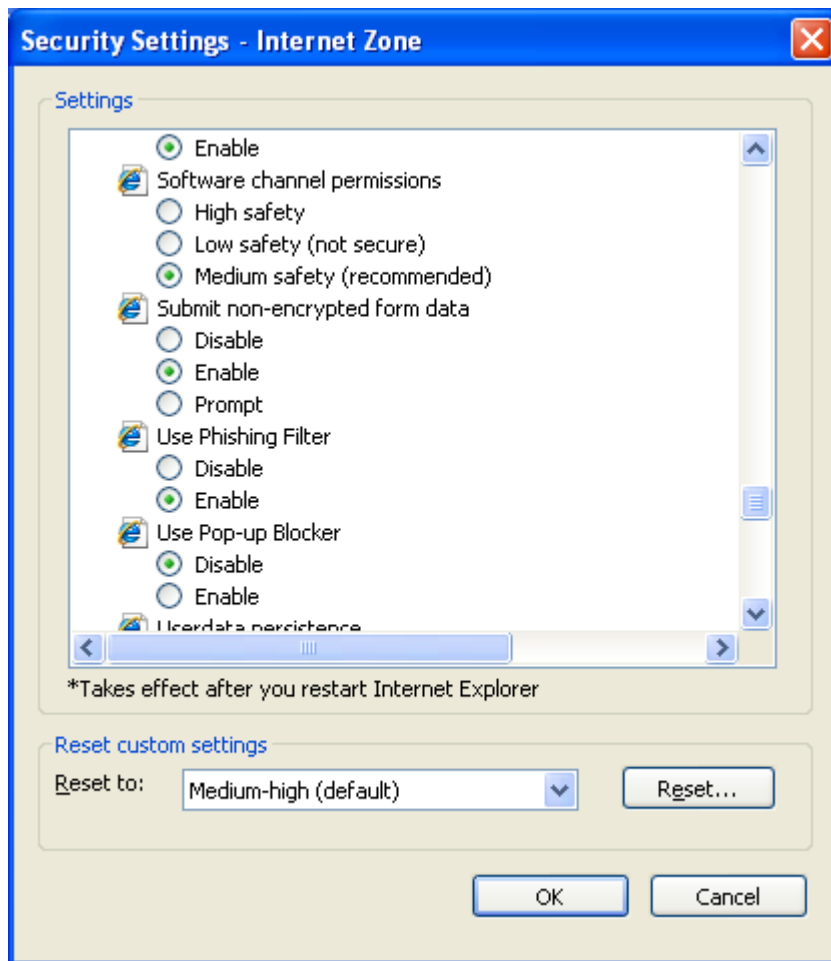 Security Settings - Internet Zone
Settings
Enable
Software channel permissions
High safety
Low safety (not secure)
Medium safety (recommended)
Submit non-encrypted form data
Disable
Enable
Prompt
Use Phishing Filter
Disable
Enable
Use Pop-up Blocker
Disable
Enable
Userdata persistence
*Takes effect after you restart Internet Explorer
Reset custom settings
Reset to: Medium-high (default) Reset...
OK Cancel